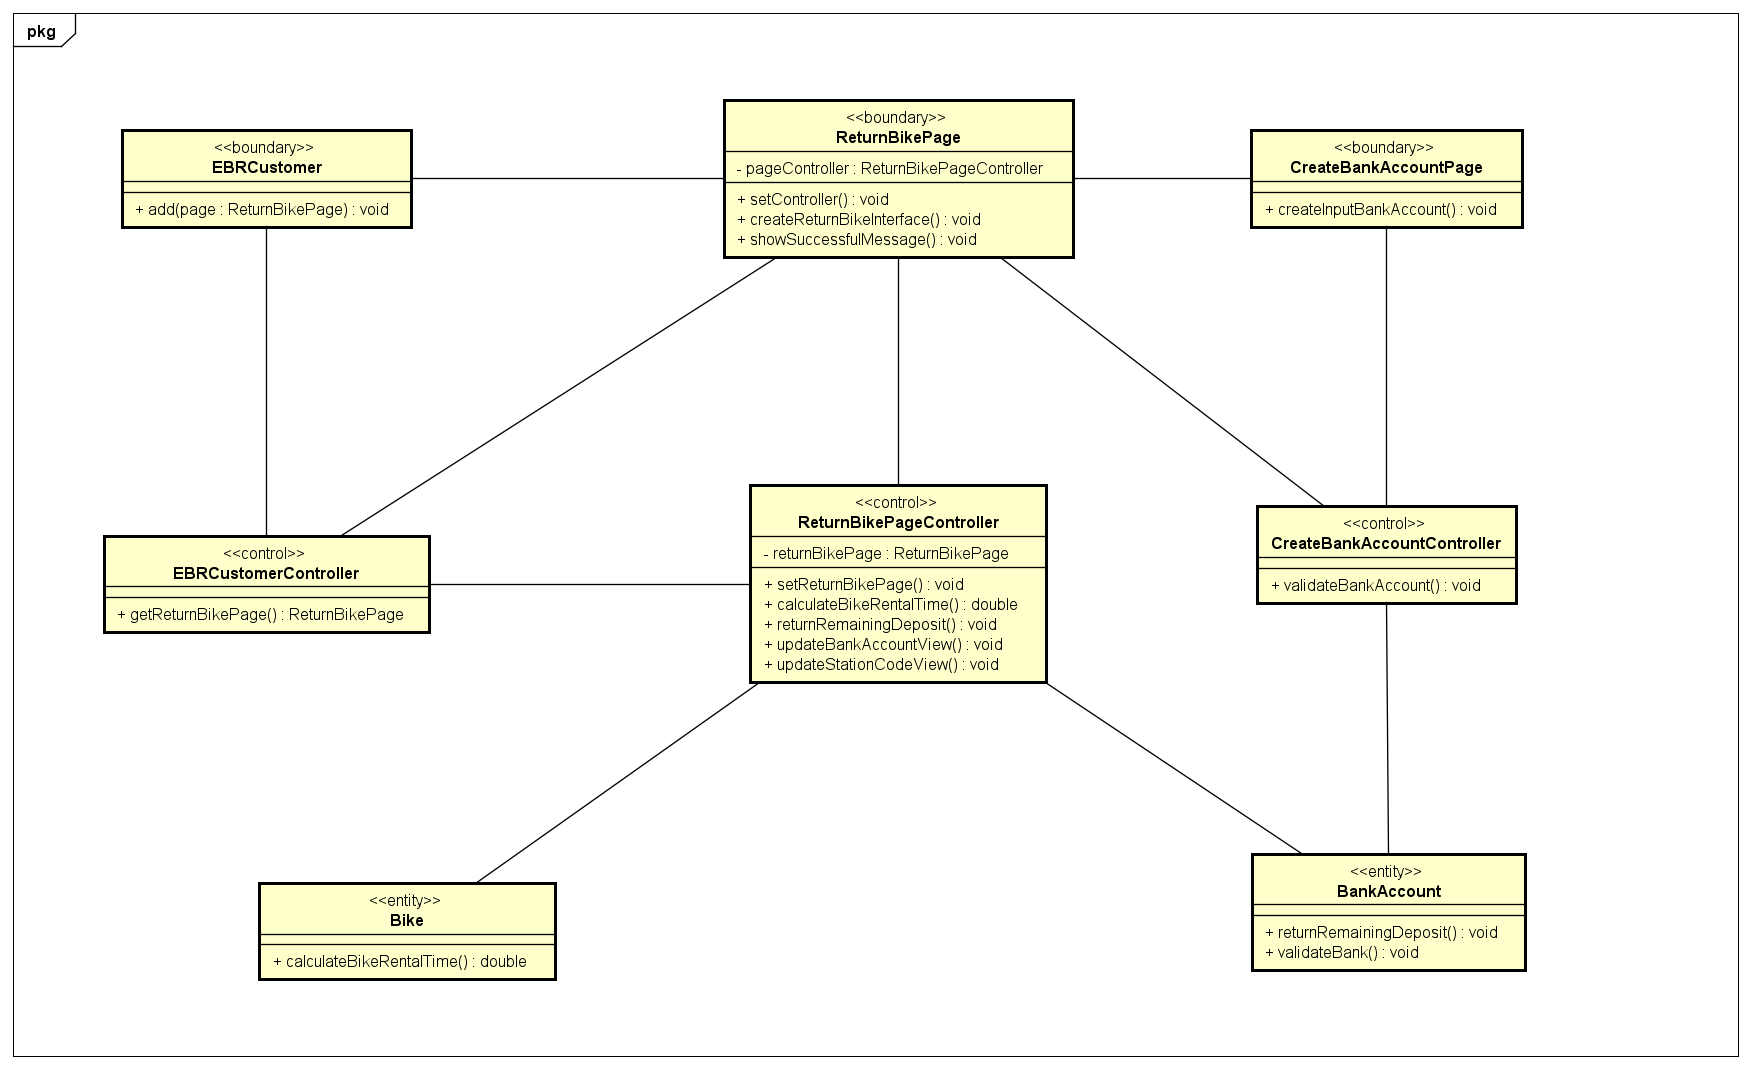 pkg
<<boundary>>
EBRCustomer
+ add(page : ReturnBikePage) : void
<<boundary>>
ReturnBikePage
- pageController : ReturnBikePageController
+ setController() : void
+ createReturnBikeInterface() : void
+ showSuccessfulMessage() : void
<<boundary>>
CreateBankAccountPage
+ createInputBankAccount() : void
<<control>>
EBRCustomerController
+ getReturnBikePage() : ReturnBikePage
<<control>>
ReturnBikePageController
- returnBikePage : ReturnBikePage
+ setReturnBikePage() : void
+ calculateBikeRentalTime() : double
+ returnRemainingDeposit() : void
+ updateBankAccountView() : void
+ updateStationCodeView() : void
<<control>>
CreateBankAccountController
+ validateBankAccount() : void
<<entity>>
Bike
+ calculateBikeRentalTime() : double
<<entity>>
BankAccount
+ returnRemainingDeposit() : void
+ validateBank() : void